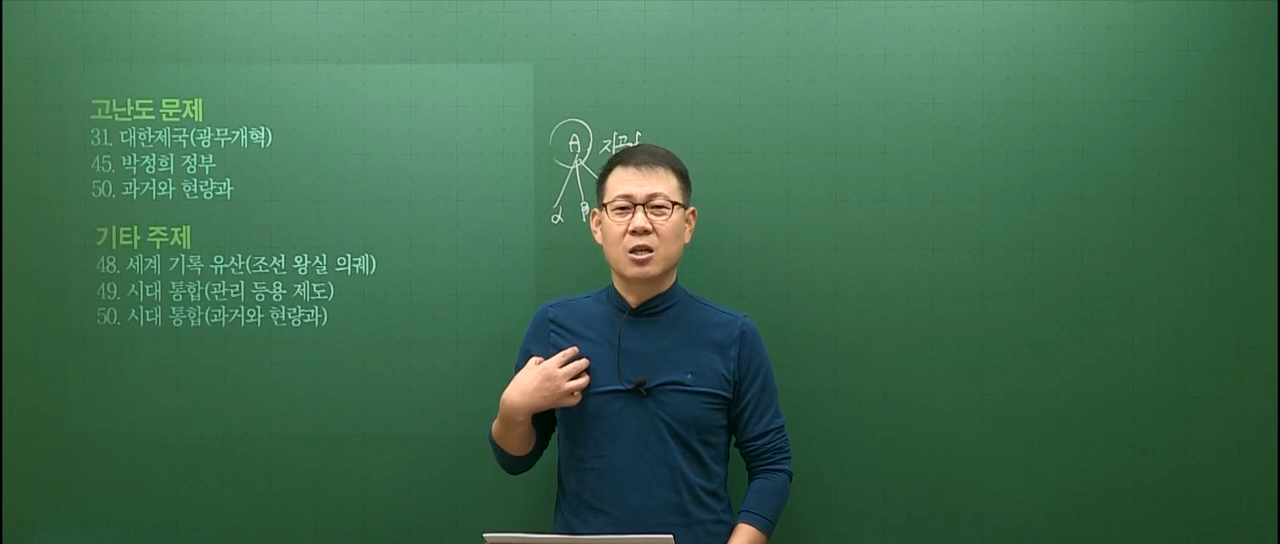 고난도 문제
31. 대한제국(광무개혁)
45. 박정희 정부
50. 과거와 현량과
기타 주제
48. 세계 기록 유산(조선 왕실 의궤)
49. 시대 통합(관리 등용 제도)
50. 시대 통합(과거와 현량과)
A
α B